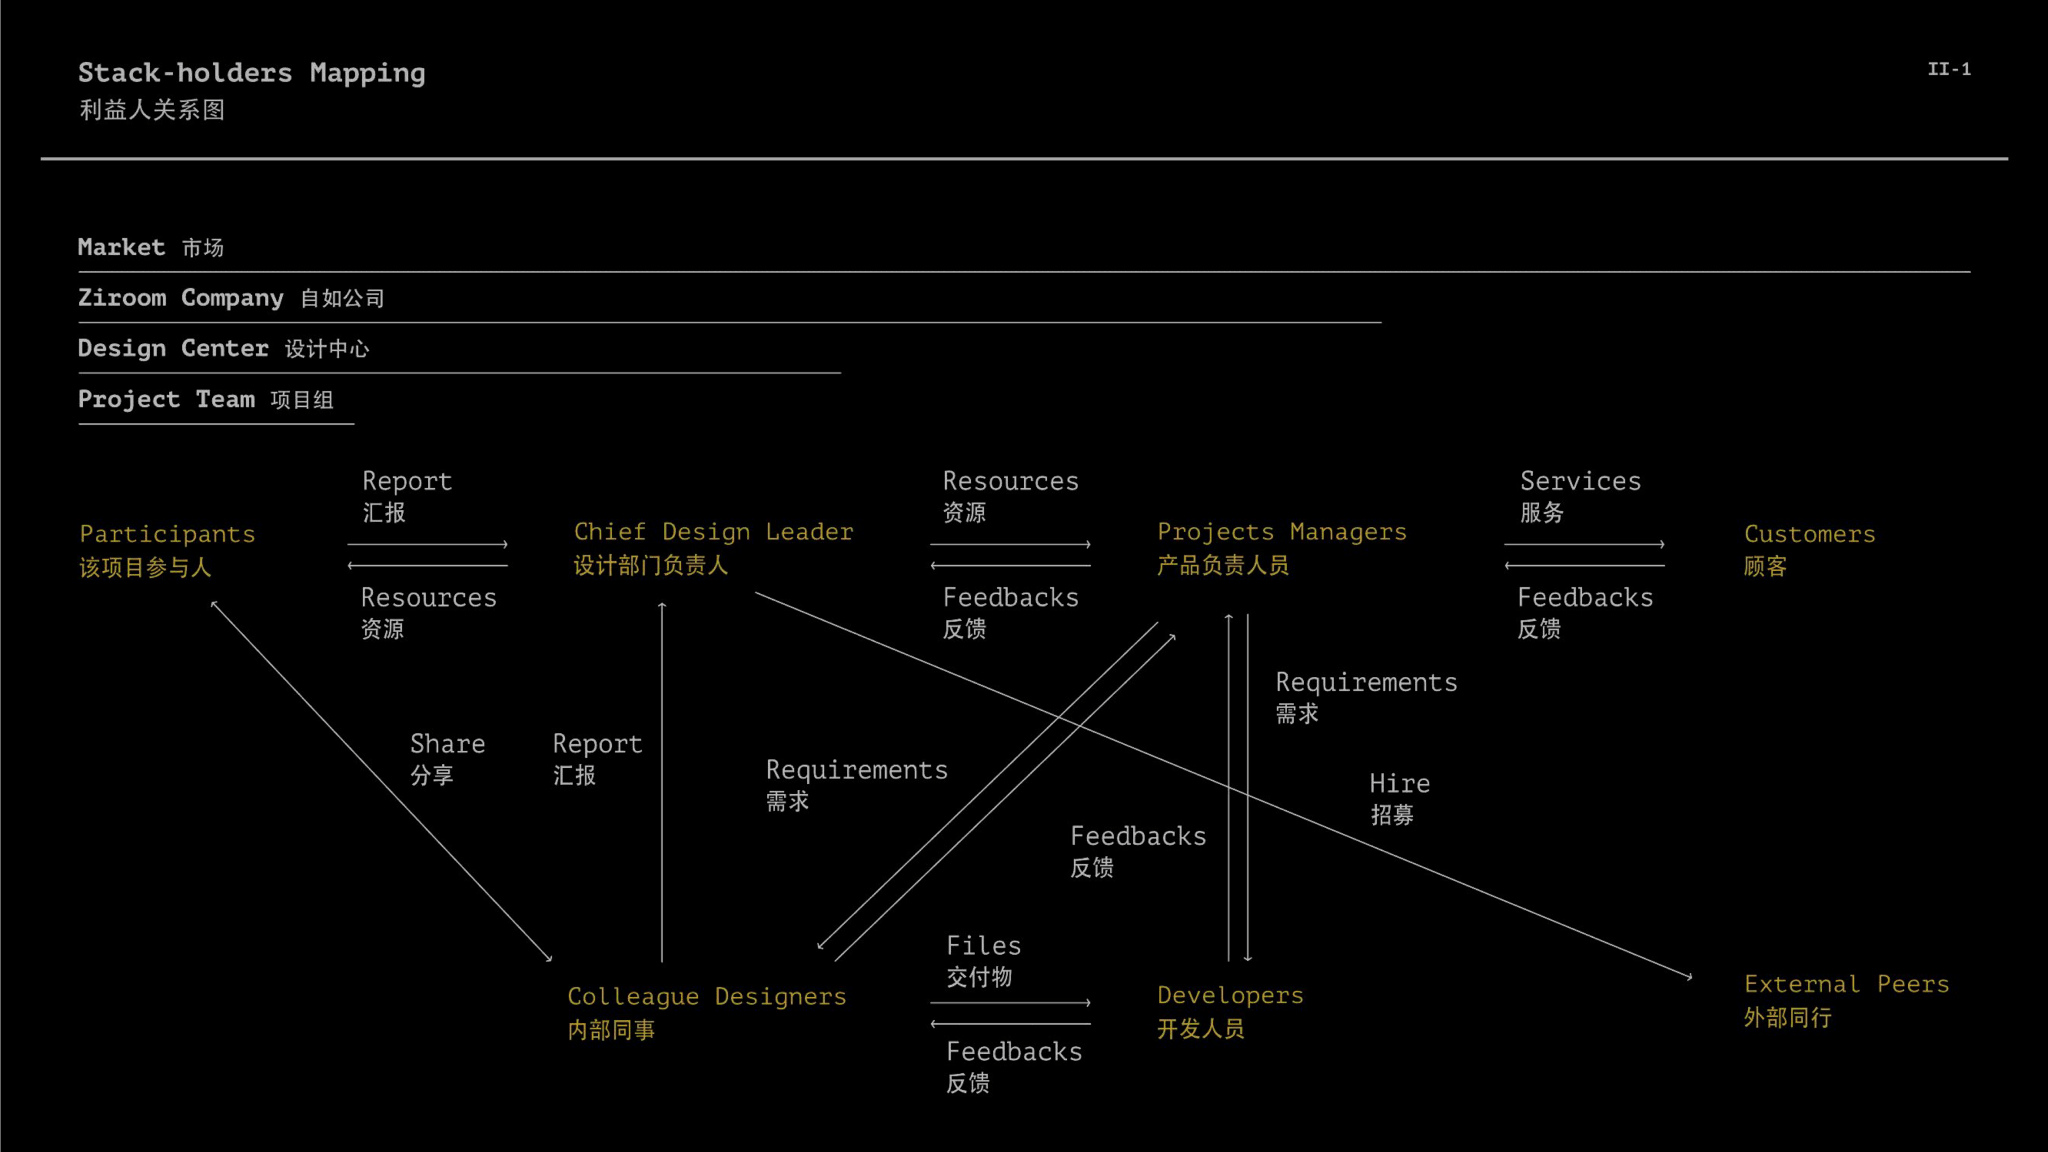 Stack-holders Mapping
利益人关系图
II-1
Market 市场
Ziroom Company 自如公司
Design Center 设计中心
Project Team 项目组
Participants
该项目参与人
Report
汇报
Resources
资源
Chief Design Leader
设计部门负责人
Resources
资源
Feedbacks
反馈
Projects Managers
产品负责人员
Services
服务
Feedbacks
反馈
Customers
顾客
Share
分享
Report
汇报
Requirements
需求
Feedbacks
反馈
Requirements
需求
Hire
招募
Colleague Designers
内部同事
Files
交付物
Feedbacks
反馈
Developers
开发人员
External Peers
外部同行